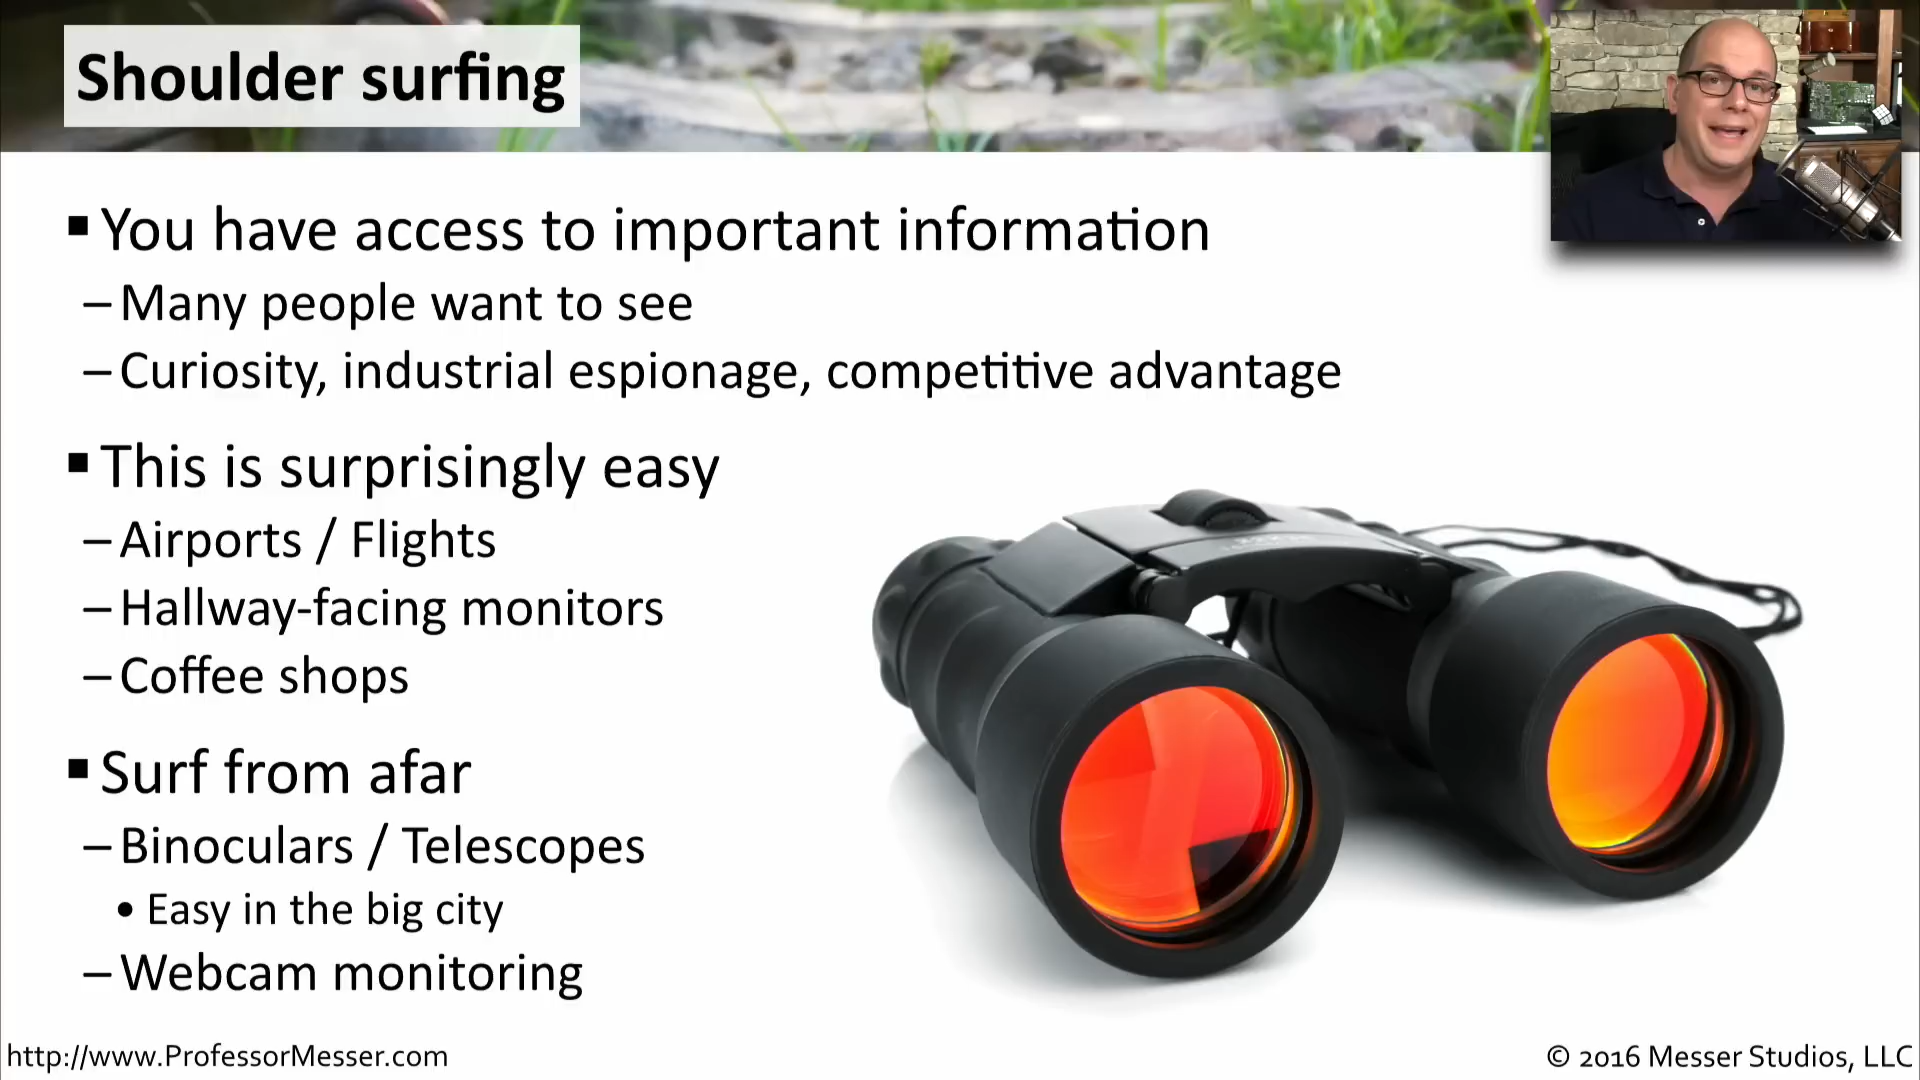 Shoulder surfing
▪ You have access to important information
– Many people want to see
– Curiosity, industrial espionage, competitive advantage
▪ This is surprisingly easy
– Airports / Flights
– Hallway-facing monitors
– Coffee shops
▪ Surf from afar
– Binoculars / Telescopes
• Easy in the big city
– Webcam monitoring
http://www.ProfessorMesser.com
© 2016 Messer Studios, LLC